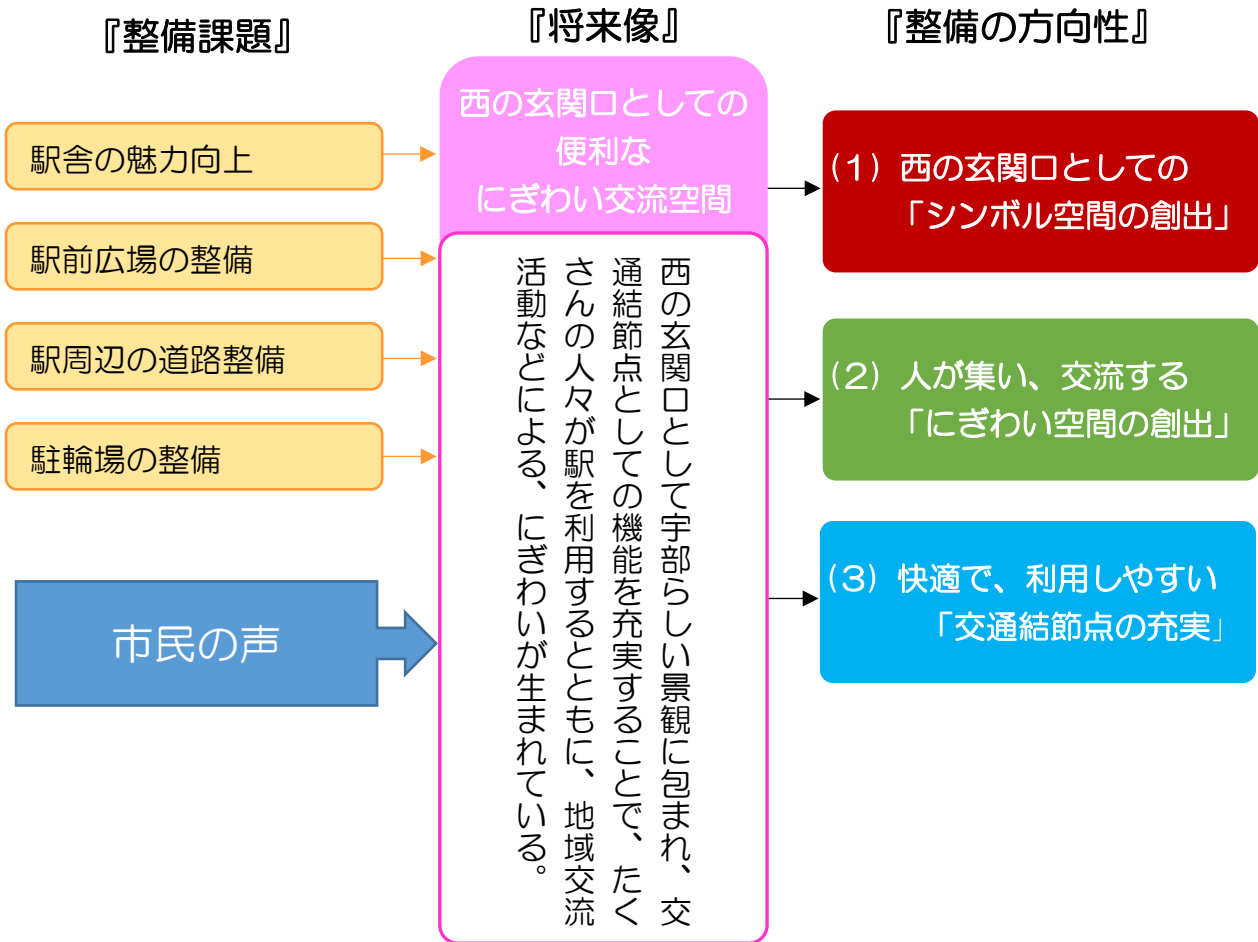 『整備課題』
駅舎の魅力向上
駅前広場の整備
駅周辺の道路整備
駐輪場の整備
市民の声
『将来像』
西の玄関口としての
便利な
にぎわい交流空間
西の玄関口として宇部らしい景観に包まれ、交
通結節点としての機能を充実することで、たく
さんの人々が駅を利用するとともに、地域交流
活動などによる、にぎわいが生まれている。
『整備の方向性』
(1) 西の玄関口としての
「シンボル空間の創出」
(2) 人が集い、交流する
「にぎわい空間の創出」
(3) 快適で、利用しやすい
「交通結節点の充実」